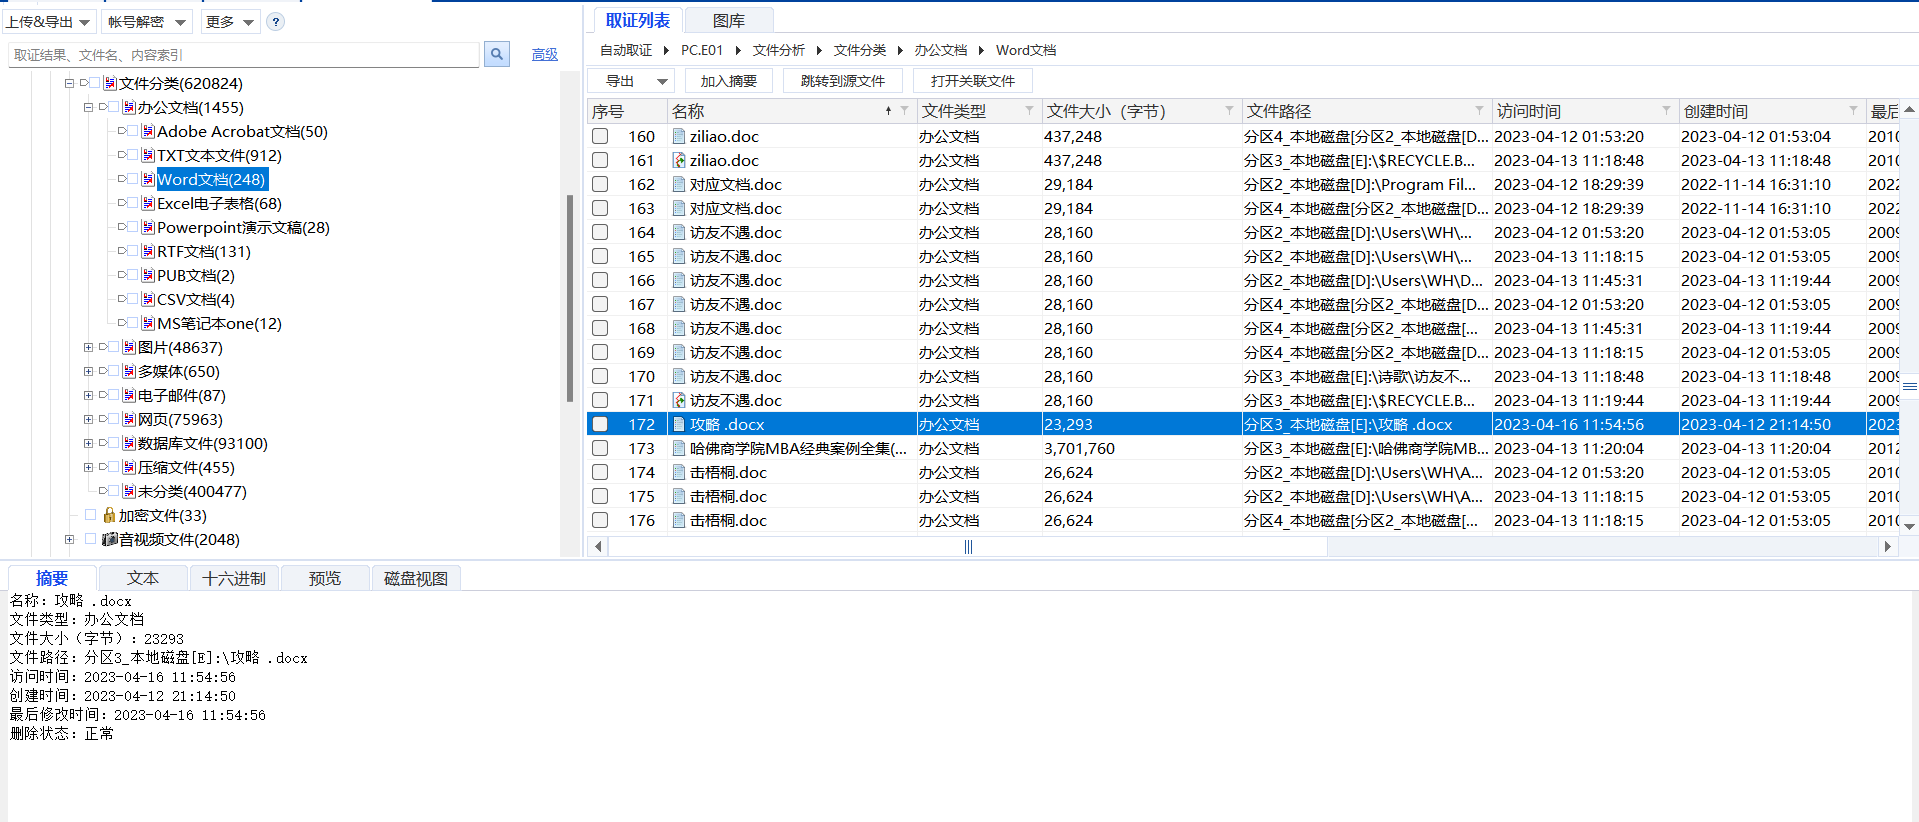 上传&导出 帐号解密 更多 ?
取证结果、文件名、内容索引 高级
文件分类(620824)
办公文档(1455)
Adobe Acrobat文档(50)
TXT文本文件(912)
Word文档(248)
Excel电子表格(68)
Powerpoint演示文稿(28)
RTF文档(131)
PUB文档(2)
CSV文档(4)
MS笔记本one(12)
图片(48637)
多媒体(650)
电子邮件(87)
网页(75963)
数据库文件(93100)
压缩文件(455)
未分类(400477)
加密文件(33)
音视频文件(2048)
取证列表 图库
自动取证 PC.E01 文件分析 文件分类 办公文档 Word文档
导出 加入摘要 跳转到源文件 打开关联文件
序号 名称 文件类型 文件大小（字节） 文件路径 访问时间 创建时间 最后
160 ziliao.doc 办公文档 437,248 分区4_本地磁盘[分区2_本地磁盘[D... 2023-04-12 01:53:20 2023-04-12 01:53:04 2010
161 ziliao.doc 办公文档 437,248 分区3_本地磁盘[E]:\$RECYCLE.B... 2023-04-13 11:18:48 2023-04-13 11:18:48 2010
162 对应文档.doc 办公文档 29,184 分区2_本地磁盘[D]:\Program Fil... 2023-04-12 18:29:39 2022-11-14 16:31:10 2022
163 对应文档.doc 办公文档 29,184 分区4_本地磁盘[分区2_本地磁盘[D... 2023-04-12 18:29:39 2022-11-14 16:31:10 2022
164 访友不遇.doc 办公文档 28,160 分区2_本地磁盘[D]:\Users\WH\... 2023-04-12 01:53:20 2023-04-12 01:53:05 2009
165 访友不遇.doc 办公文档 28,160 分区2_本地磁盘[D]:\Users\WH\... 2023-04-13 11:18:15 2023-04-12 01:53:05 2009
166 访友不遇.doc 办公文档 28,160 分区2_本地磁盘[D]:\Users\WH\D... 2023-04-13 11:45:31 2023-04-13 11:19:44 2009
167 访友不遇.doc 办公文档 28,160 分区4_本地磁盘[分区2_本地磁盘[D... 2023-04-12 01:53:20 2023-04-12 01:53:05 2009
168 访友不遇.doc 办公文档 28,160 分区4_本地磁盘[分区2_本地磁盘[... 2023-04-13 11:45:31 2023-04-13 11:19:44 2009
169 访友不遇.doc 办公文档 28,160 分区4_本地磁盘[分区2_本地磁盘[D... 2023-04-13 11:18:15 2023-04-12 01:53:05 2009
170 访友不遇.doc 办公文档 28,160 分区3_本地磁盘[E]:\诗歌\访友不... 2023-04-13 11:18:48 2023-04-13 11:18:48 2009
171 访友不遇.doc 办公文档 28,160 分区3_本地磁盘[E]:\$RECYCLE.B... 2023-04-13 11:19:44 2023-04-13 11:19:44 2009
172 攻略 .docx 办公文档 23,293 分区3_本地磁盘[E]:\攻略 .docx 2023-04-16 11:54:56 2023-04-12 21:14:50 2023
173 哈佛商学院MBA经典案例全集(... 办公文档 3,701,760 分区3_本地磁盘[E]:\哈佛商学院MB... 2023-04-13 11:20:04 2023-04-13 11:20:04 2012
174 击梧桐.doc 办公文档 26,624 分区2_本地磁盘[D]:\Users\WH\A... 2023-04-12 01:53:20 2023-04-12 01:53:05 2010
175 击梧桐.doc 办公文档 26,624 分区2_本地磁盘[D]:\Users\WH\A... 2023-04-13 11:18:15 2023-04-12 01:53:05 2010
176 击梧桐.doc 办公文档 26,624 分区4_本地磁盘[分区2_本地磁盘[... 2023-04-13 11:18:15 2023-04-12 01:53:05 2010
摘要 文本 十六进制 预览 磁盘视图
名称：攻略 .docx
文件类型：办公文档
文件大小（字节）：23293
文件路径：分区3_本地磁盘[E]:\攻略 .docx
访问时间：2023-04-16 11:54:56
创建时间：2023-04-12 21:14:50
最后修改时间：2023-04-16 11:54:56
删除状态：正常